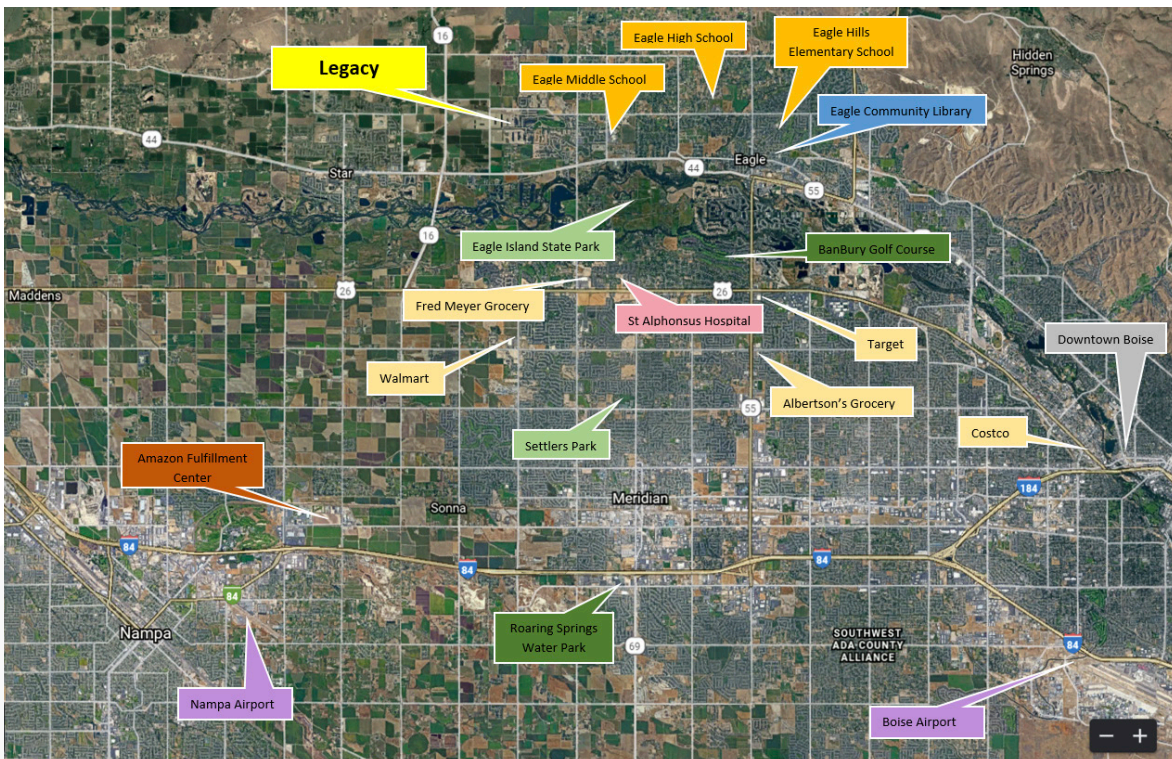 16
Eagle High School
Eagle Hills
Elementary School
Hidden
Springs
Legacy
Eagle Middle School
Eagle Community Library
44
Star
Eagle
44
55
16
Eagle Island State Park
BanBury Golf Course
Maddens
26
26
Fred Meyer Grocery
St Alphonsus Hospital
Target
Downtown Boise
Walmart
Albertson's Grocery
55
Costco
Settlers Park
Amazon Fulfillment
Center
184
Meridian
Sonna
84
84
84
84
Nampa
Roaring Springs
Water Park
69
SOUTHWEST
ADA COUNTY
ALLIANCE
84
Nampa Airport
Boise Airport
− +